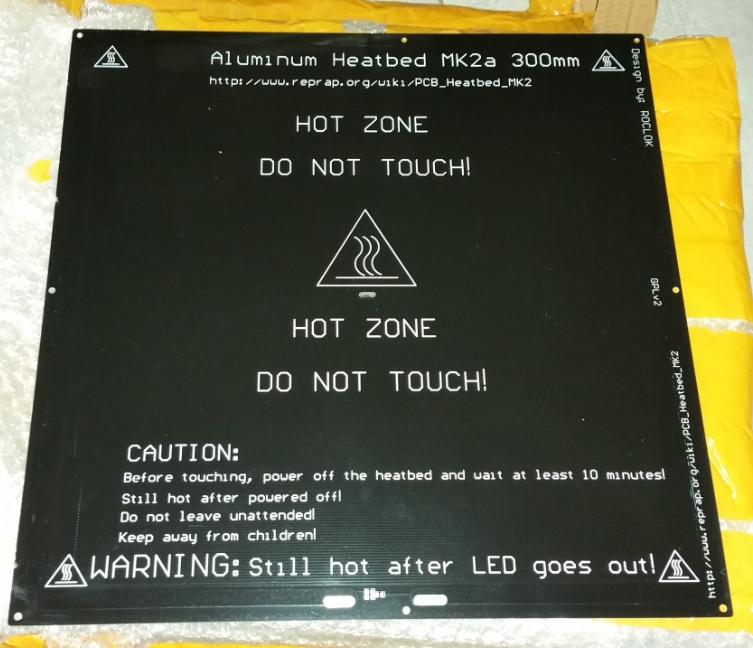 Aluminum Heatbed MK2a 300mm
http://www.reprap.org/wiki/PCB_Heatbed_MK2
Design by: ROCLOK
HOT ZONE
DO NOT TOUCH!
GPLv2
HOT ZONE
DO NOT TOUCH!
http://www.reprap.org/wiki/PCB_Heatbed_MK2
CAUTION:
Before touching, power off the heatbed and wait at least 10 minutes!
Still hot after powered off!
Do not leave unattended!
Keep away from children!
WARNING: Still hot after LED goes out!